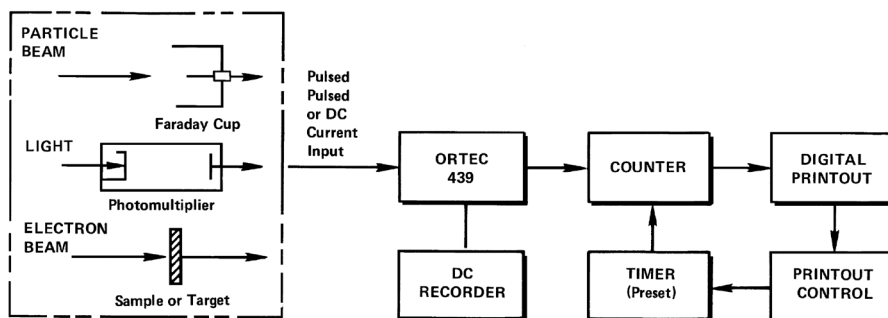 PARTICLE
BEAM
Faraday Cup
LIGHT
Photomultiplier
ELECTRON
BEAM
Sample or Target
Pulsed
Pulsed
or DC
Current
Input
ORTEC
439
COUNTER
DIGITAL
PRINTOUT
DC
RECORDER
TIMER
(Preset)
PRINTOUT
CONTROL